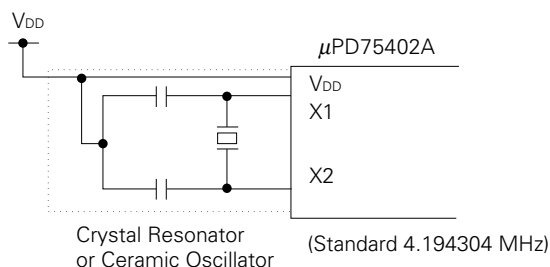 VDD
μPD75402A
VDD
X1
X2
Crystal Resonator
or Ceramic Oscillator
(Standard 4.194304 MHz)